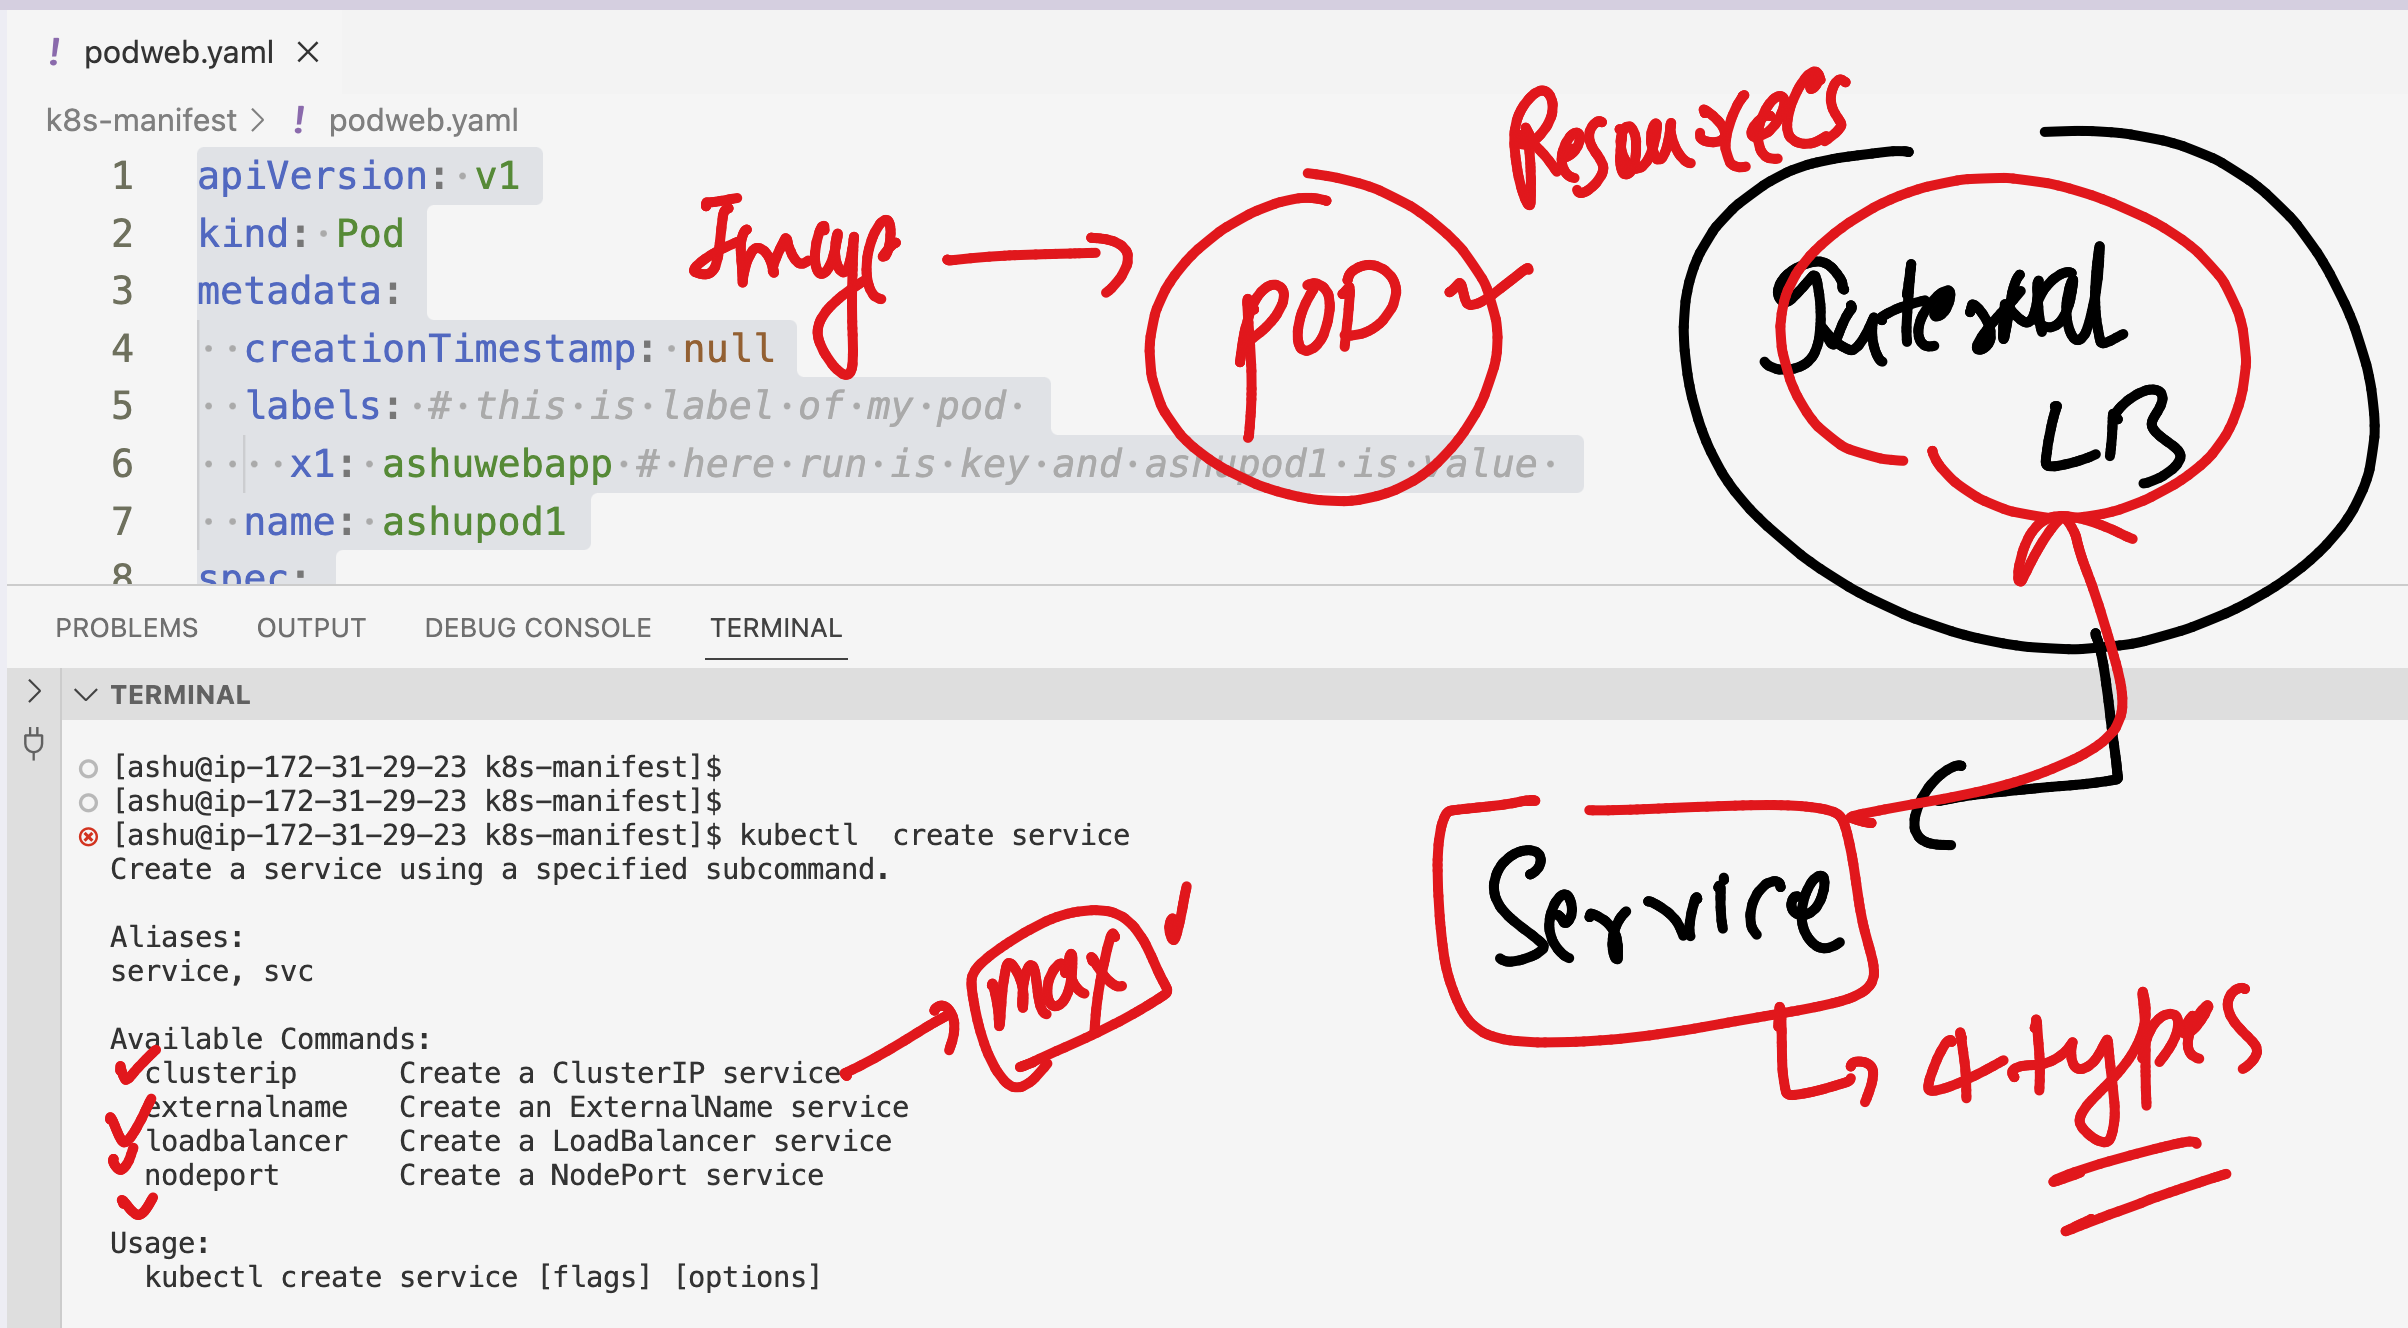 podweb.yaml
k8s-manifest > podweb.yaml
1 apiVersion: v1
2 kind: Pod
3 metadata:
4 creationTimestamp: null
5 labels: # this is label of my pod
6 x1: ashuwebapp # here run is key and ashupod1 is value
7 name: ashupod1
8 spec:
Image
POD
Resources
Internal
LB
PROBLEMS OUTPUT DEBUG CONSOLE TERMINAL
TERMINAL
[ashu@ip-172-31-29-23 k8s-manifest]$
[ashu@ip-172-31-29-23 k8s-manifest]$
[ashu@ip-172-31-29-23 k8s-manifest]$ kubectl  create service
Create a service using a specified subcommand.
Aliases:
service, svc
Available Commands:
clusterip Create a ClusterIP service
externalname Create an ExternalName service
loadbalancer Create a LoadBalancer service
nodeport Create a NodePort service
Usage:
kubectl create service [flags] [options]
max
Service
4 types